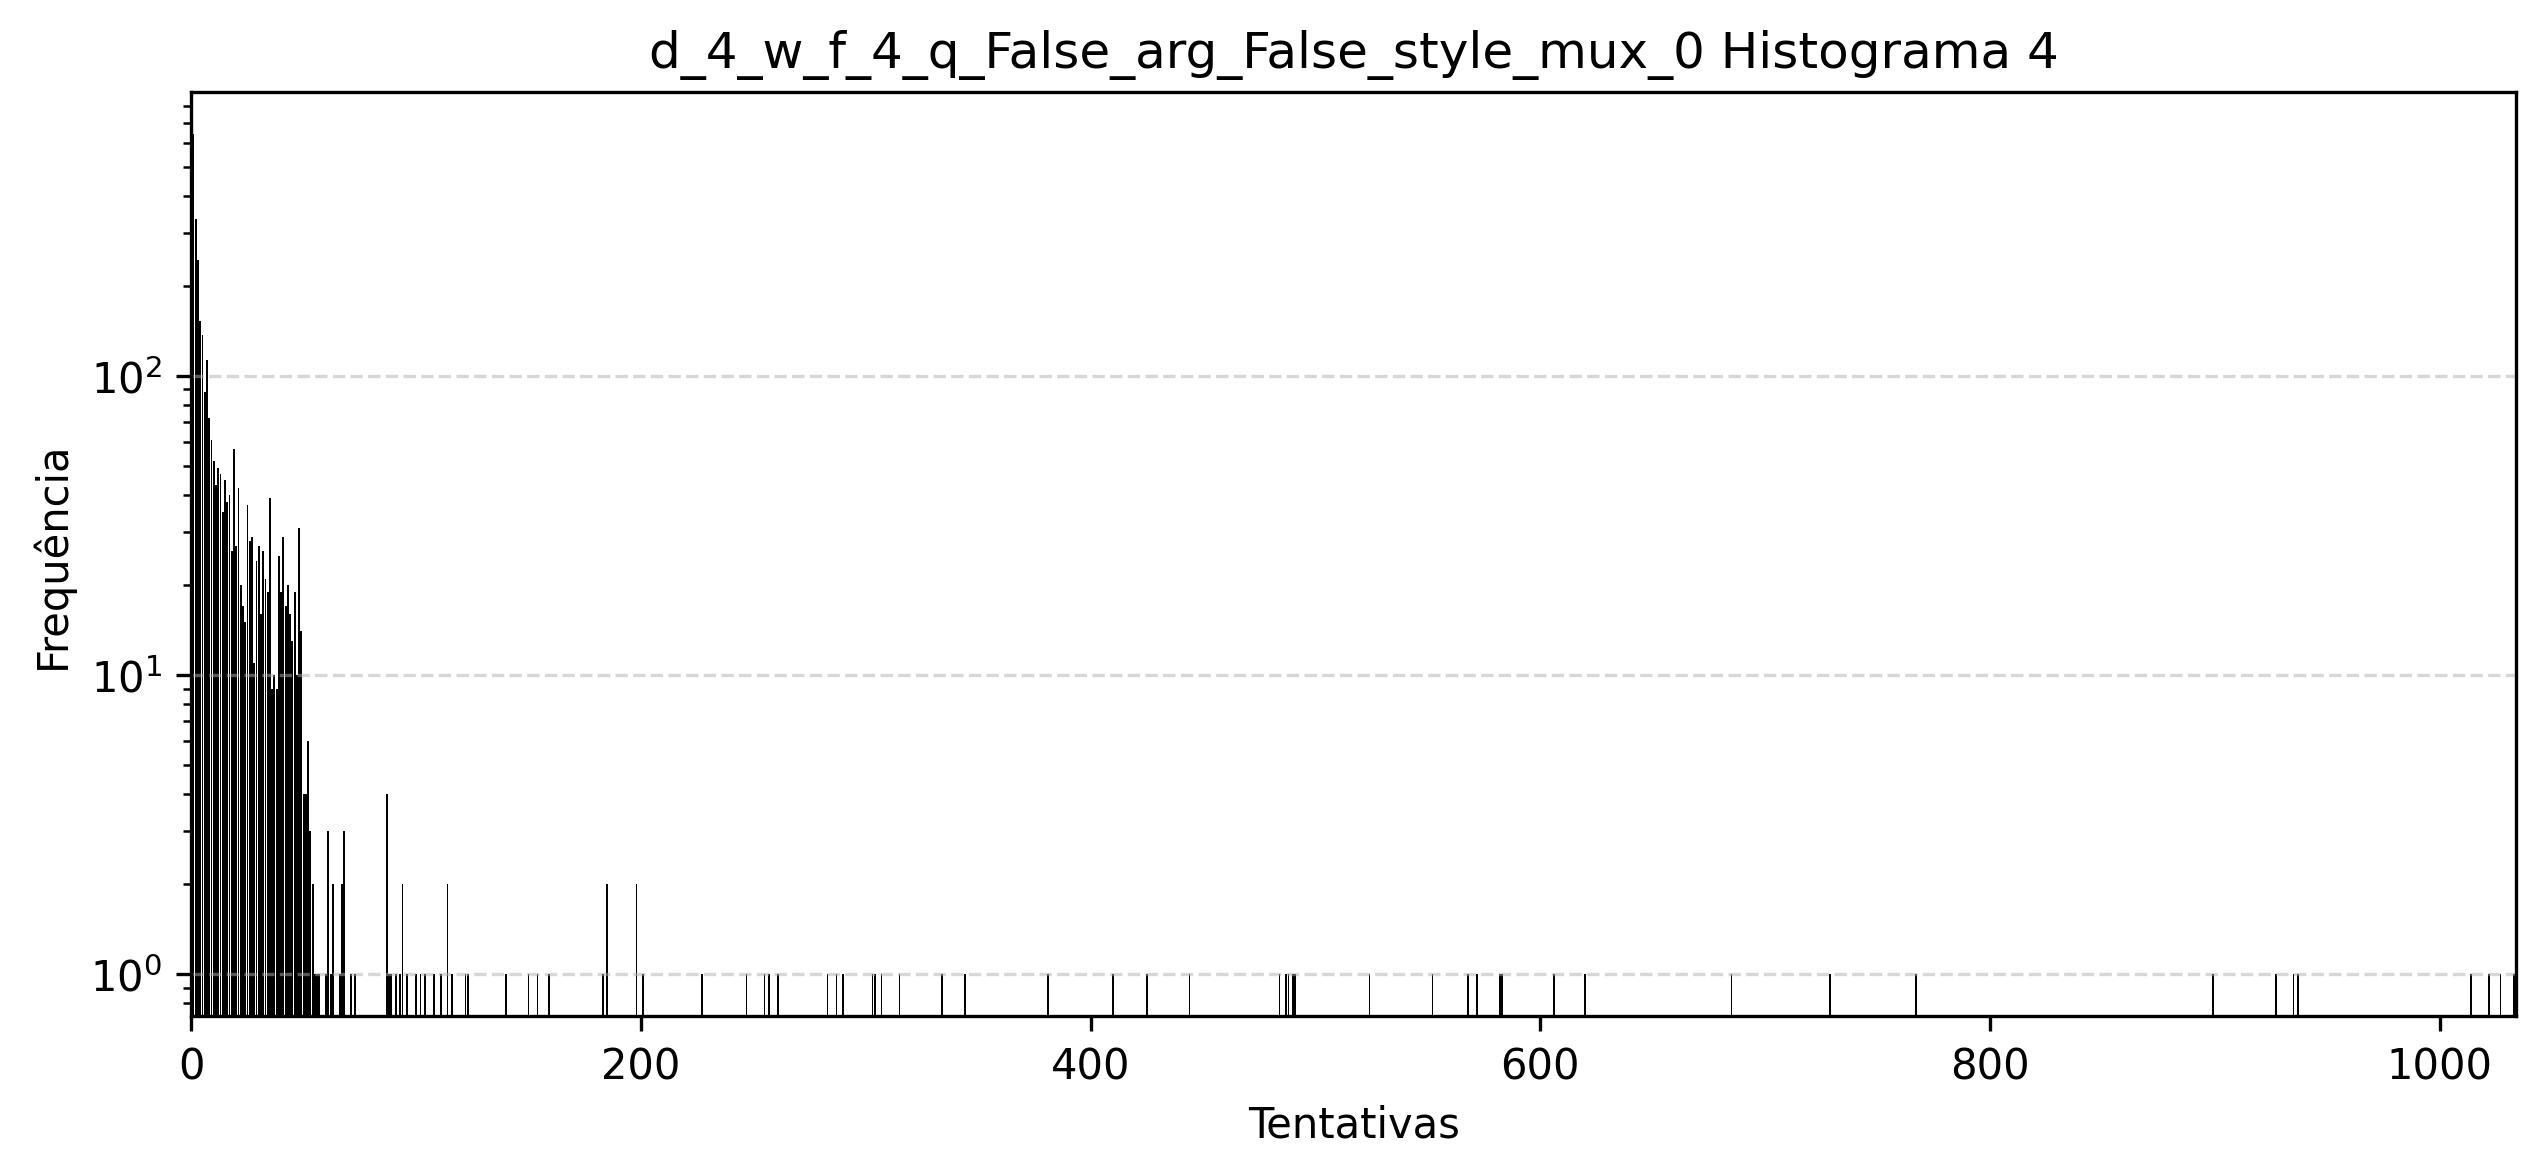 d_4_w_f_4_q_False_arg_False_style_mux_0 Histograma 4
Frequência
10²
10¹
10⁰
0 200 400 600 800 1000
Tentativas